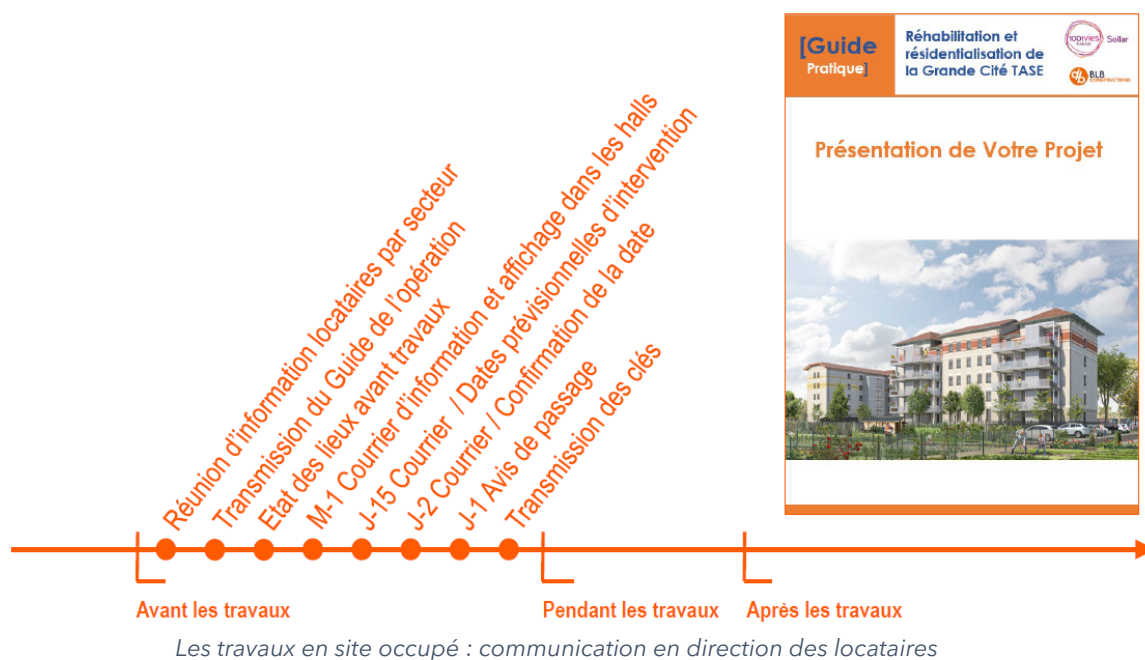 [Guide
Pratique]
Réhabilitation et
résidentialisation de
la Grande Cité TASE
1001Vies
Habitat
Sollar
BLB
CONSTRUCTIONS
Présentation de Votre Projet
Réunion d'information locataires par secteur
Transmission du Guide de l'opération
Etat des lieux avant travaux
M-1 Courrier d'information et affichage dans les halls
J-15 Courrier / Dates prévisionnelles d'intervention
J-2 Courrier / Confirmation de la date
J-1 Avis de passage
Transmission des clés
Avant les travaux
Pendant les travaux
Après les travaux
Les travaux en site occupé : communication en direction des locataires